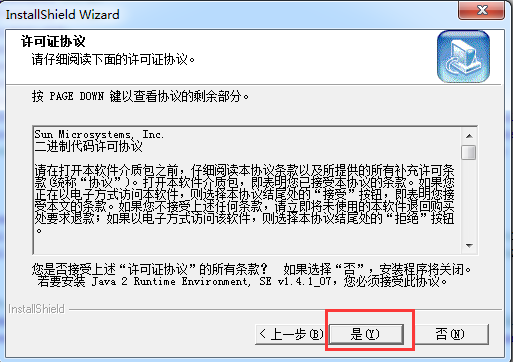 InstallShield Wizard
许可证协议
请仔细阅读下面的许可证协议。
按 PAGE DOWN 键以查看协议的剩余部分。
Sun Microsystems, Inc.
二进制代码许可协议
请在打开本软件介质包之前，仔细阅读本协议条款以及所提供的所有补充许可条
款(统称“协议”)。打开本软件介质包，即表明您已接受本协议的条款。如果您
正在以电子方式访问本软件，则选择本协议结尾处的“接受”按钮，即表明您接
受本文的条款。如果您不接受上述任何条款，请立即将未使用的本软件退回购买
处要求退款；如果以电子方式访问该软件，则选择本协议结尾处的“拒绝”按钮
。
您是否接受上述“许可证协议”的所有条款？ 如果选择“否”，安装程序将关闭。
若要安装 Java 2 Runtime Environment, SE v1.4.1_07，您必须接受此协议。
InstallShield
< 上一步(B)
是(Y)
否(N)